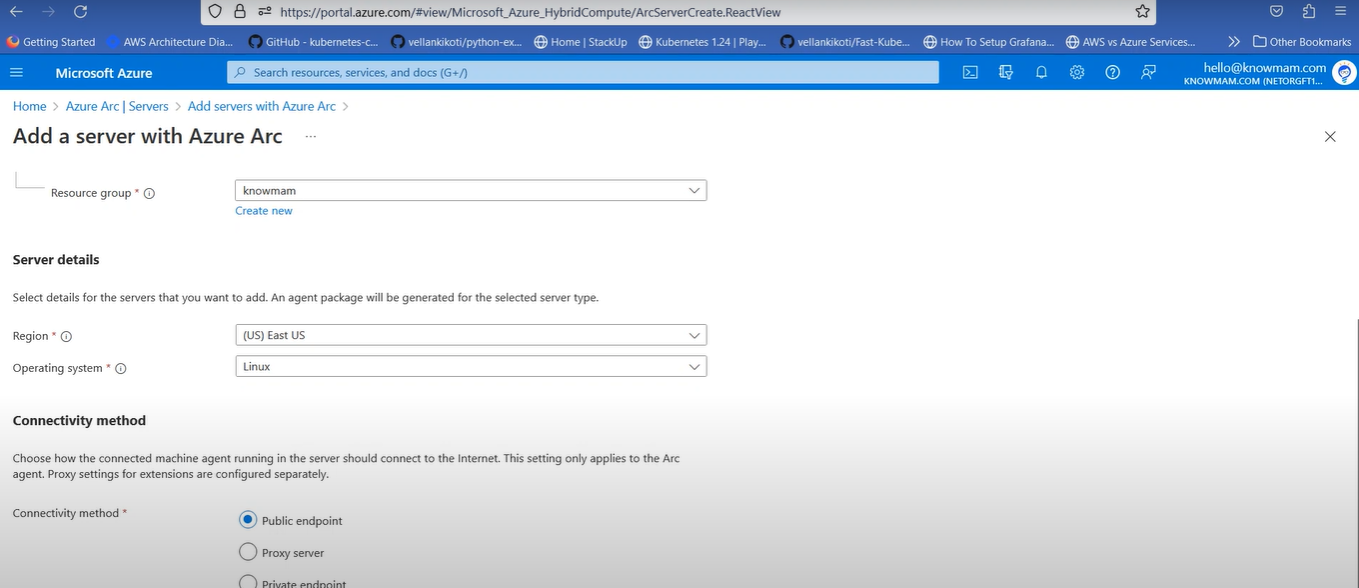 https://portal.azure.com/#view/Microsoft_Azure_HybridCompute/ArcServerCreate.ReactView
Getting Started AWS Architecture Dia... GitHub - kubernetes-c... vellankikoti/python-ex... Home | StackUp Kubernetes 1.24 | Play... vellankikoti/Fast-Kube... How To Setup Grafana... AWS vs Azure Services... Other Bookmarks
Microsoft Azure Search resources, services, and docs (G+/) hello@knowmam.com
KNOWMAM.COM (NETORGFT1...
Home > Azure Arc | Servers > Add servers with Azure Arc >
Add a server with Azure Arc ...
Resource group * knowmam
Create new
Server details
Select details for the servers that you want to add. An agent package will be generated for the selected server type.
Region * (US) East US
Operating system * Linux
Connectivity method
Choose how the connected machine agent running in the server should connect to the Internet. This setting only applies to the Arc
agent. Proxy settings for extensions are configured separately.
Connectivity method * Public endpoint
Proxy server
Private endpoint